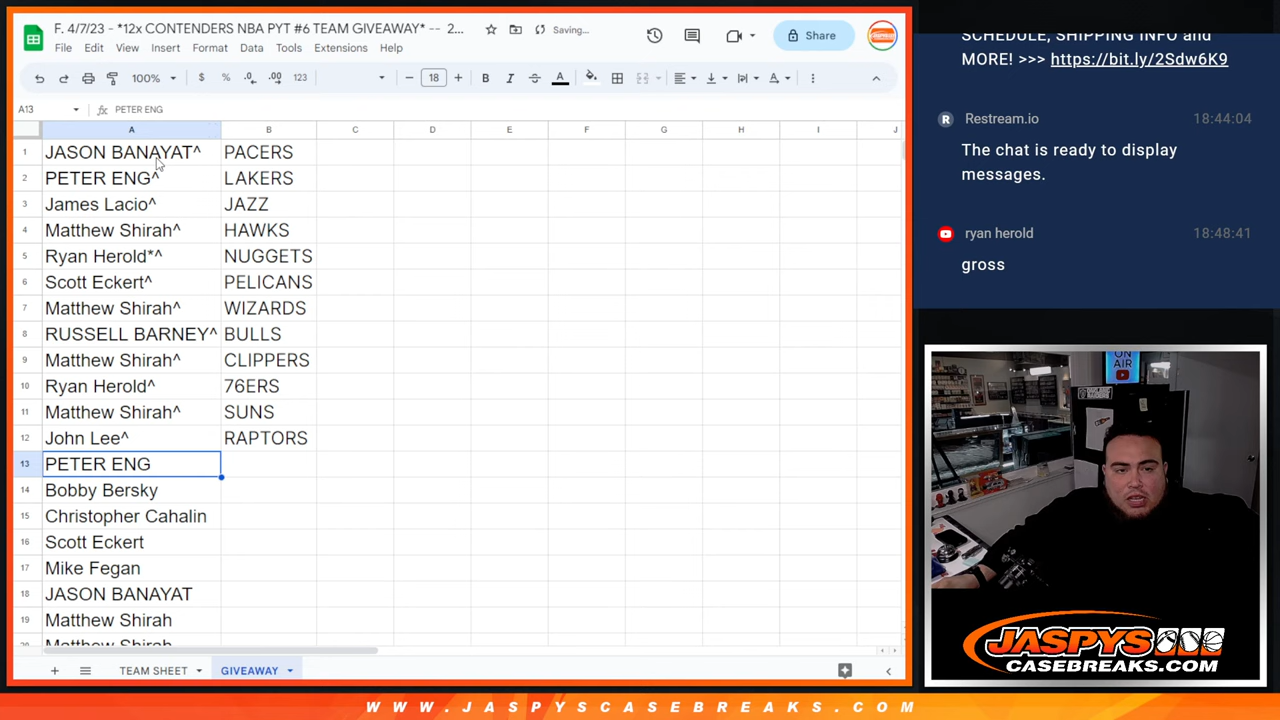 F. 4/7/23 - *12x CONTENDERS NBA PYT #6 TEAM GIVEAWAY* -- 2...
Saving...
Share
File Edit View Insert Format Data Tools Extensions Help
100% $ % .0 .00 123 18 B I A
A13 fx PETER ENG
A B C D E F G H I J
1 JASON BANAYAT^ PACERS
2 PETER ENG^ LAKERS
3 James Lacio^ JAZZ
4 Matthew Shirah^ HAWKS
5 Ryan Herold*^ NUGGETS
6 Scott Eckert^ PELICANS
7 Matthew Shirah^ WIZARDS
8 RUSSELL BARNEY^ BULLS
9 Matthew Shirah^ CLIPPERS
10 Ryan Herold^ 76ERS
11 Matthew Shirah^ SUNS
12 John Lee^ RAPTORS
13 PETER ENG
14 Bobby Bersky
15 Christopher Cahalin
16 Scott Eckert
17 Mike Fegan
18 JASON BANAYAT
19 Matthew Shirah
Matthew Shirah
TEAM SHEET GIVEAWAY
SCHEDULE, SHIPPING INFO and
MORE! >>> https://bit.ly/2Sdw6K9
R Restream.io 18:44:04
The chat is ready to display
messages.
ryan herold 18:48:41
gross
ON
AIR
JASPYS
CASEBREAKS.COM
WWW.JASPYSCASEBREAKS.COM